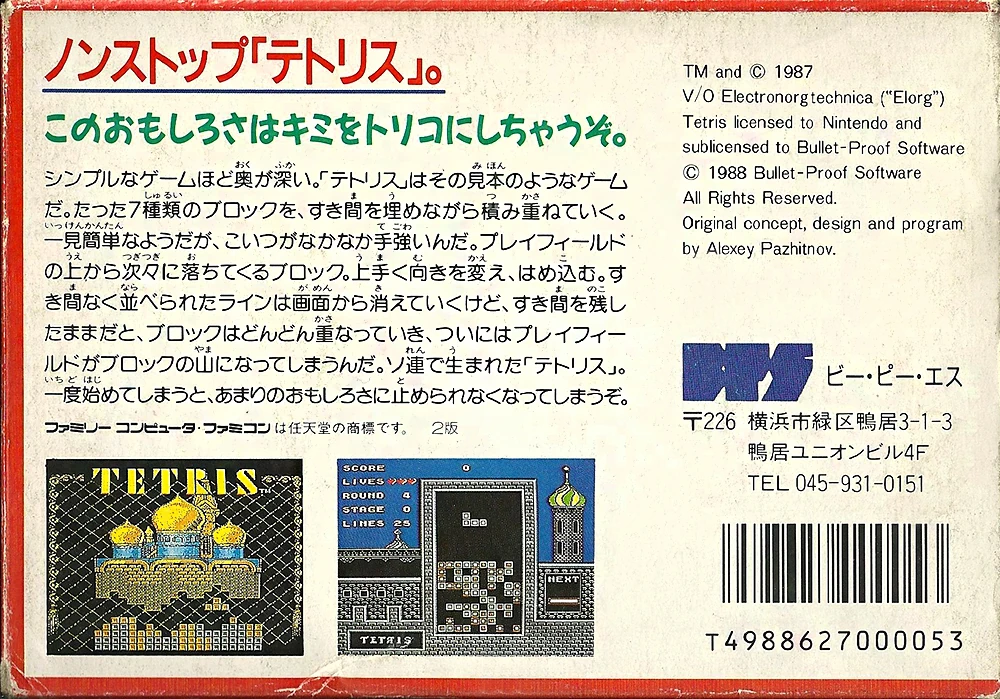 ノンストップ「テトリス」。
このおもしろさはキミをトリコにしちゃうぞ。
シンプルなゲームほど奥が深い。「テトリス」はその見本のようなゲーム
だ。たった7種類のブロックを、すき間を埋めながら積み重ねていく。
一見簡単なようだが、こいつがなかなか手強いんだ。プレイフィールド
の上から次々に落ちてくるブロック。上手く向きを変え、はめ込む。す
き間なく並べられたラインは画面から消えていくけど、すき間を残し
たままだと、ブロックはどんどん重なっていき、ついにはプレイフィー
ルドがブロックの山になってしまうんだ。ソ連で生まれた「テトリス」。
一度始めてしまうと、あまりのおもしろさに止められなくなってしまうぞ。
ファミリー コンピュータ・ファミコンは任天堂の商標です。 2版
TETRIS™
SCORE 0
LIVES
ROUND 4
STAGE 0
LINES 25
NEXT
TETRIS
TM and © 1987
V/O Electronorgtechnica ("Elorg")
Tetris licensed to Nintendo and
sublicensed to Bullet-Proof Software
© 1988 Bullet-Proof Software
All Rights Reserved.
Original concept, design and program
by Alexey Pazhitnov.
BPS ビー・ピー・エス
〒226 横浜市緑区鴨居3-1-3
鴨居ユニオンビル4F
TEL 045-931-0151
T4988627000053